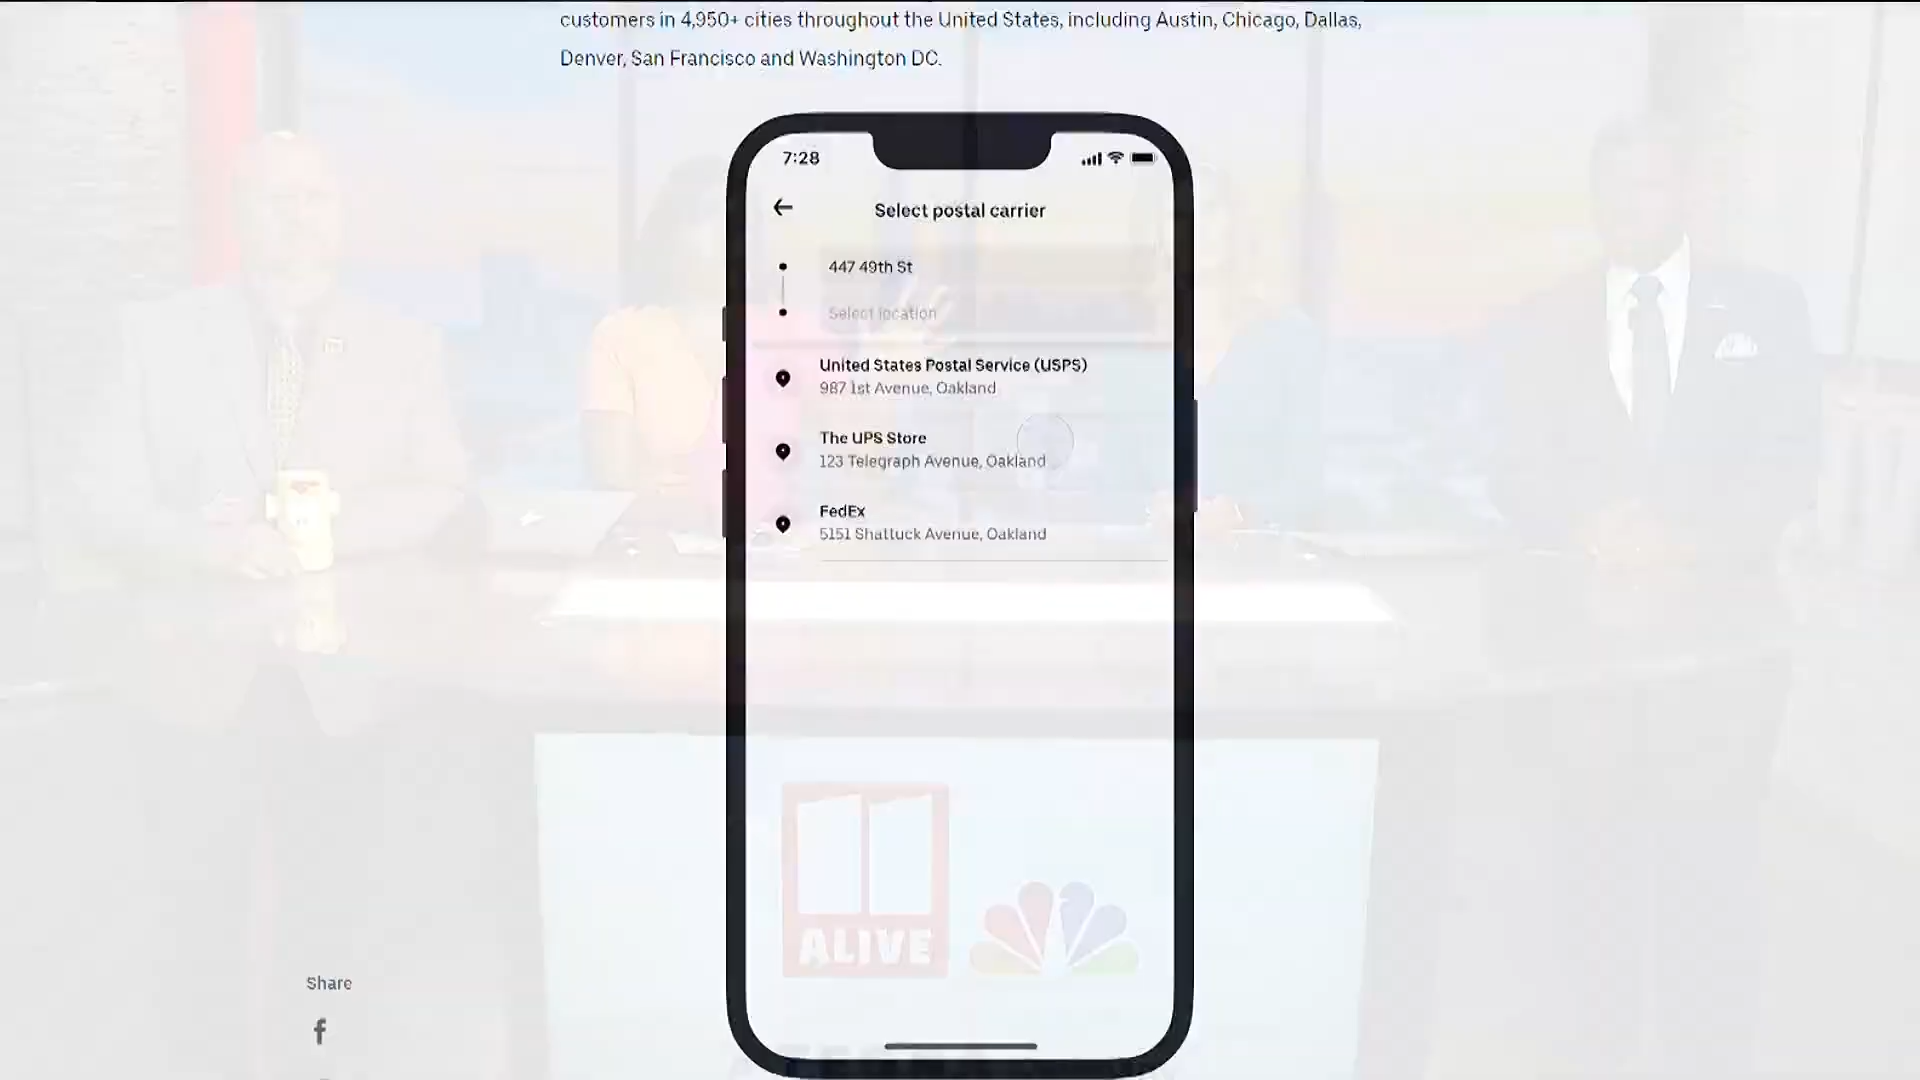 customers in 4,950+ cities throughout the United States, including Austin, Chicago, Dallas,
Denver, San Francisco and Washington DC.
7:28
Select postal carrier
447 49th St
Select location
United States Postal Service (USPS)
987 1st Avenue, Oakland
The UPS Store
123 Telegraph Avenue, Oakland
FedEx
5151 Shattuck Avenue, Oakland
ALIVE
Share